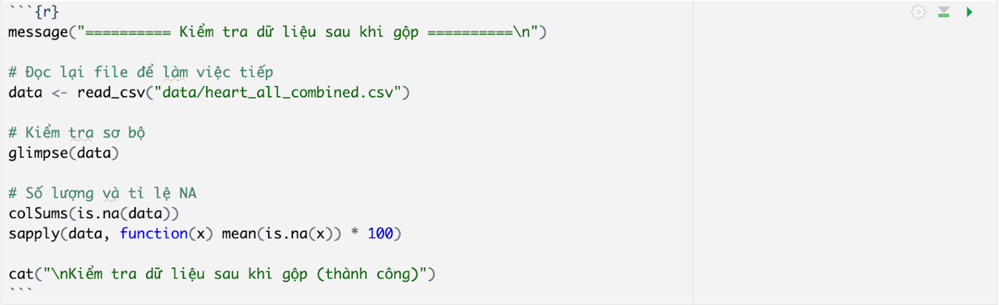 ```{r}
message("========== Kiểm tra dữ liệu sau khi gộp ==========\n")
# Đọc lại file để làm việc tiếp
data <- read_csv("data/heart_all_combined.csv")
# Kiểm tra sơ bộ
glimpse(data)
# Số lượng và tỉ lệ NA
colSums(is.na(data))
sapply(data, function(x) mean(is.na(x)) * 100)
cat("\nKiểm tra dữ liệu sau khi gộp (thành công)")
```